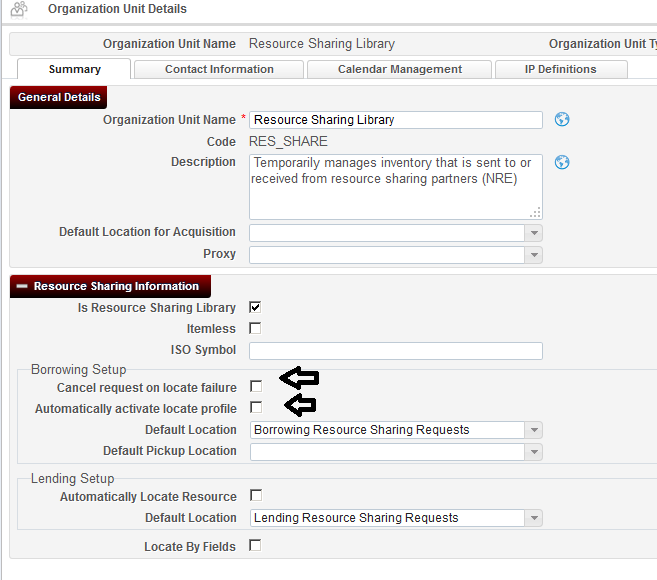 Organization Unit Details
Organization Unit Name Resource Sharing Library Organization Unit Ty
Summary Contact Information Calendar Management IP Definitions
General Details
Organization Unit Name * Resource Sharing Library
Code RES_SHARE
Description Temporarily manages inventory that is sent to or
received from resource sharing partners (NRE)
Default Location for Acquisition
Proxy
Resource Sharing Information
Is Resource Sharing Library
Itemless
ISO Symbol
Borrowing Setup
Cancel request on locate failure
Automatically activate locate profile
Default Location Borrowing Resource Sharing Requests
Default Pickup Location
Lending Setup
Automatically Locate Resource
Default Location Lending Resource Sharing Requests
Locate By Fields